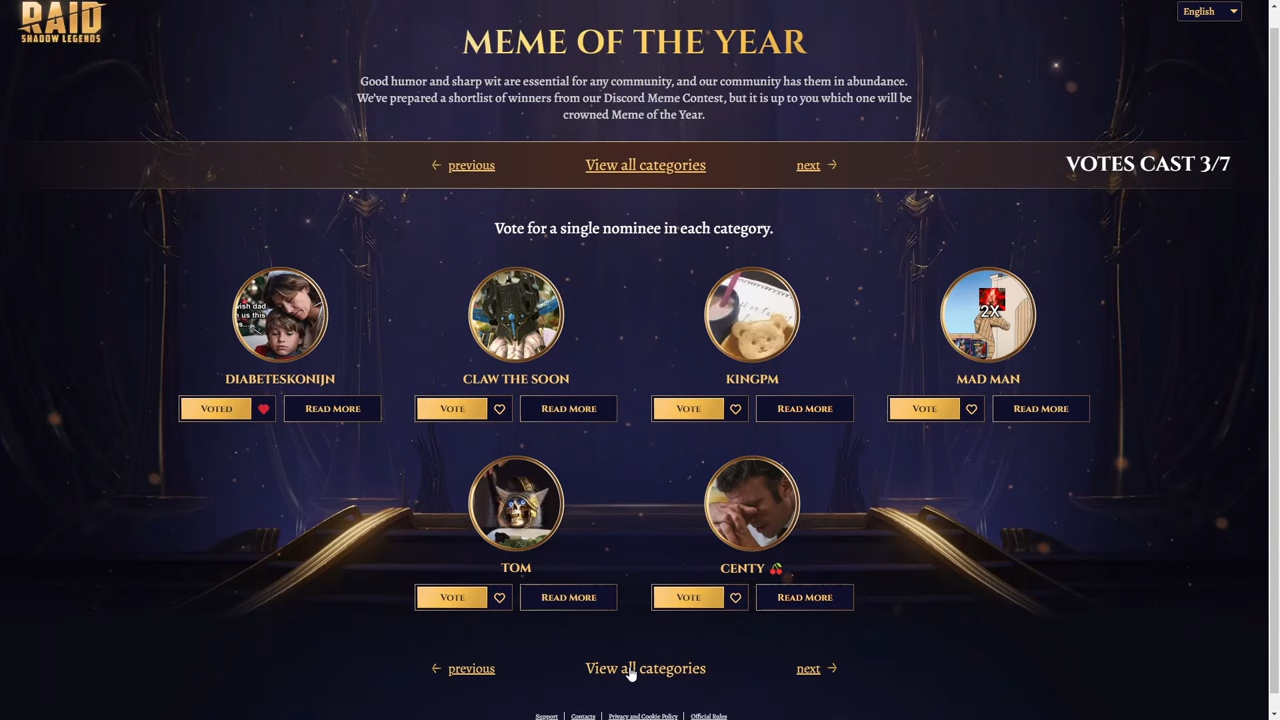 RAID
SHADOW LEGENDS
English
MEME OF THE YEAR
Good humor and sharp wit are essential for any community, and our community has them in abundance.
We've prepared a shortlist of winners from our Discord Meme Contest, but it is up to you which one will be
crowned Meme of the Year.
← previous
View all categories
next →
VOTES CAST 3/7
Vote for a single nominee in each category.
wish dad
us this
2X
DIABETESKONIJN
CLAW THE SOON
KINGPM
MAD MAN
VOTED
READ MORE
VOTE
READ MORE
VOTE
READ MORE
VOTE
READ MORE
TOM
CENTY 🍒
VOTE
READ MORE
VOTE
READ MORE
← previous
View all categories
next →
Support | Contacts | Privacy and Cookie Policy | Official Rules